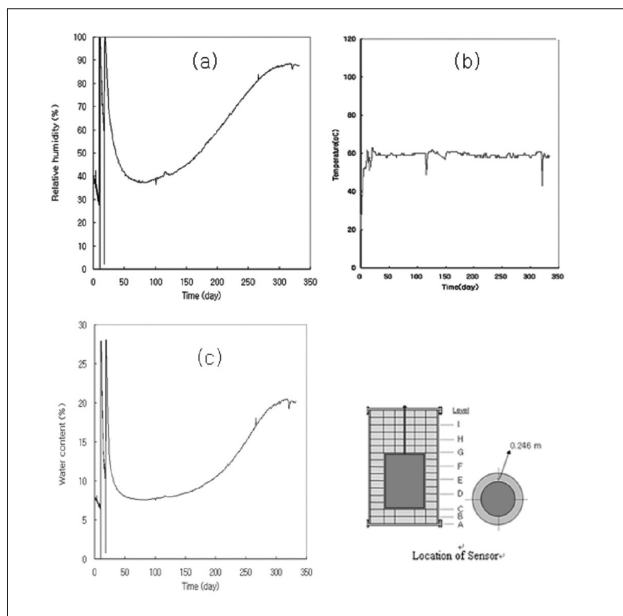 (a)
Relative humidity (%)
100
90
80
70
60
50
40
30
20
10
0
0 50 100 150 200 250 300 350
Time (day)
(b)
Temperature(oC)
120
100
80
60
40
20
0
0 50 100 150 200 250 300 350
Time(day)
(c)
Water content (%)
30
25
20
15
10
5
0
0 50 100 150 200 250 300 350
Time (day)
Level
I
H
G
F
E
D
C
B
A
0.246 m
Location of Sensor